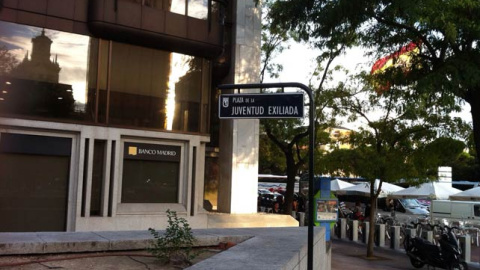 PLAZA DE LA
JUVENTUD EXILIADA
BANCO MADRID